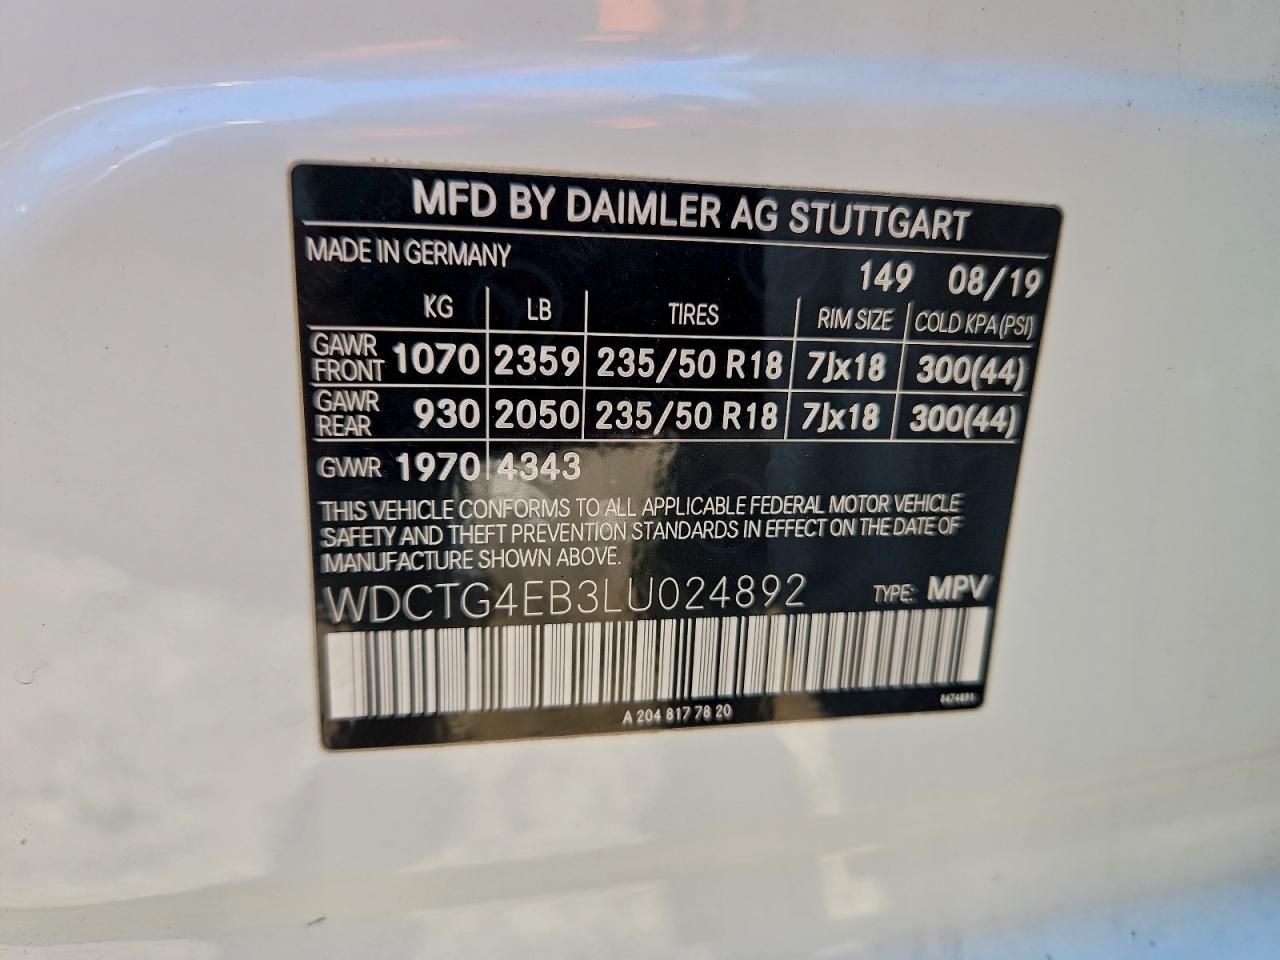 MFD BY DAIMLER AG STUTTGART
MADE IN GERMANY
149 08/19
KG LB TIRES RIM SIZE COLD KPA(PSI)
GAWR FRONT 1070 2359 235/50 R18 7Jx18 300(44)
GAWR REAR 930 2050 235/50 R18 7Jx18 300(44)
GVWR 1970 4343
THIS VEHICLE CONFORMS TO ALL APPLICABLE FEDERAL MOTOR VEHICLE
SAFETY AND THEFT PREVENTION STANDARDS IN EFFECT ON THE DATE OF
MANUFACTURE SHOWN ABOVE.
WDCTG4EB3LU024892 TYPE: MPV
A 204 817 78 20